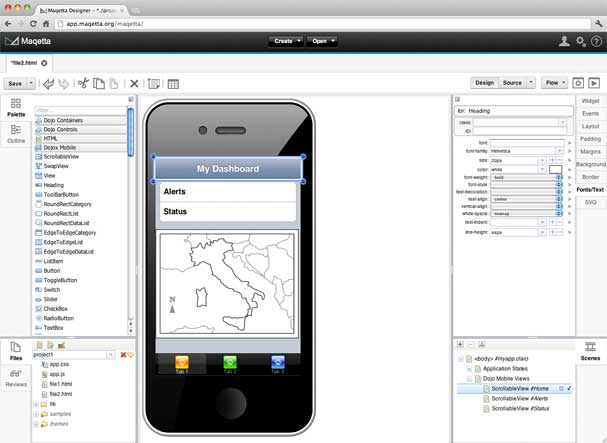 Maqetta Designer - "./proje
app.maqetta.org/maqetta/
Maqetta
Create
Open
*file2.html
Save
Design
Source
Flow
Palette
Outline
Filter...
Dojo Containers
Dojo Controls
HTML
Dojox Mobile
ScrollableView
SwapView
View
Heading
ToolBarButton
RoundRectCategory
RoundRectList
RoundRectDataList
EdgeToEdgeCategory
EdgeToEdgeList
EdgeToEdgeDataList
ListItem
Button
ToggleButton
Switch
Slider
CheckBox
RadioButton
TextBox
Files
Reviews
project1
app.css
app.js
file1.html
file2.html
lib
samples
themes
My Dashboard
Alerts
Status
N
Tab 1
Tab 2
Tab 3
for: Heading
class:
ID:
font:
font-family: Helvetica
size: 20px
color: white
font-weight: bold
font-style:
text-decoration:
text-align: center
vertical-align:
white-space: nowrap
text-indent:
line-height: 44px
Widget
Events
Layout
Padding
Margins
Background
Border
Fonts/Text
SVG
<body> #myapp.claro
Application States
Dojo Mobile Views
ScrollableView #Home
ScrollableView #Alerts
ScrollableView #Status
Scenes